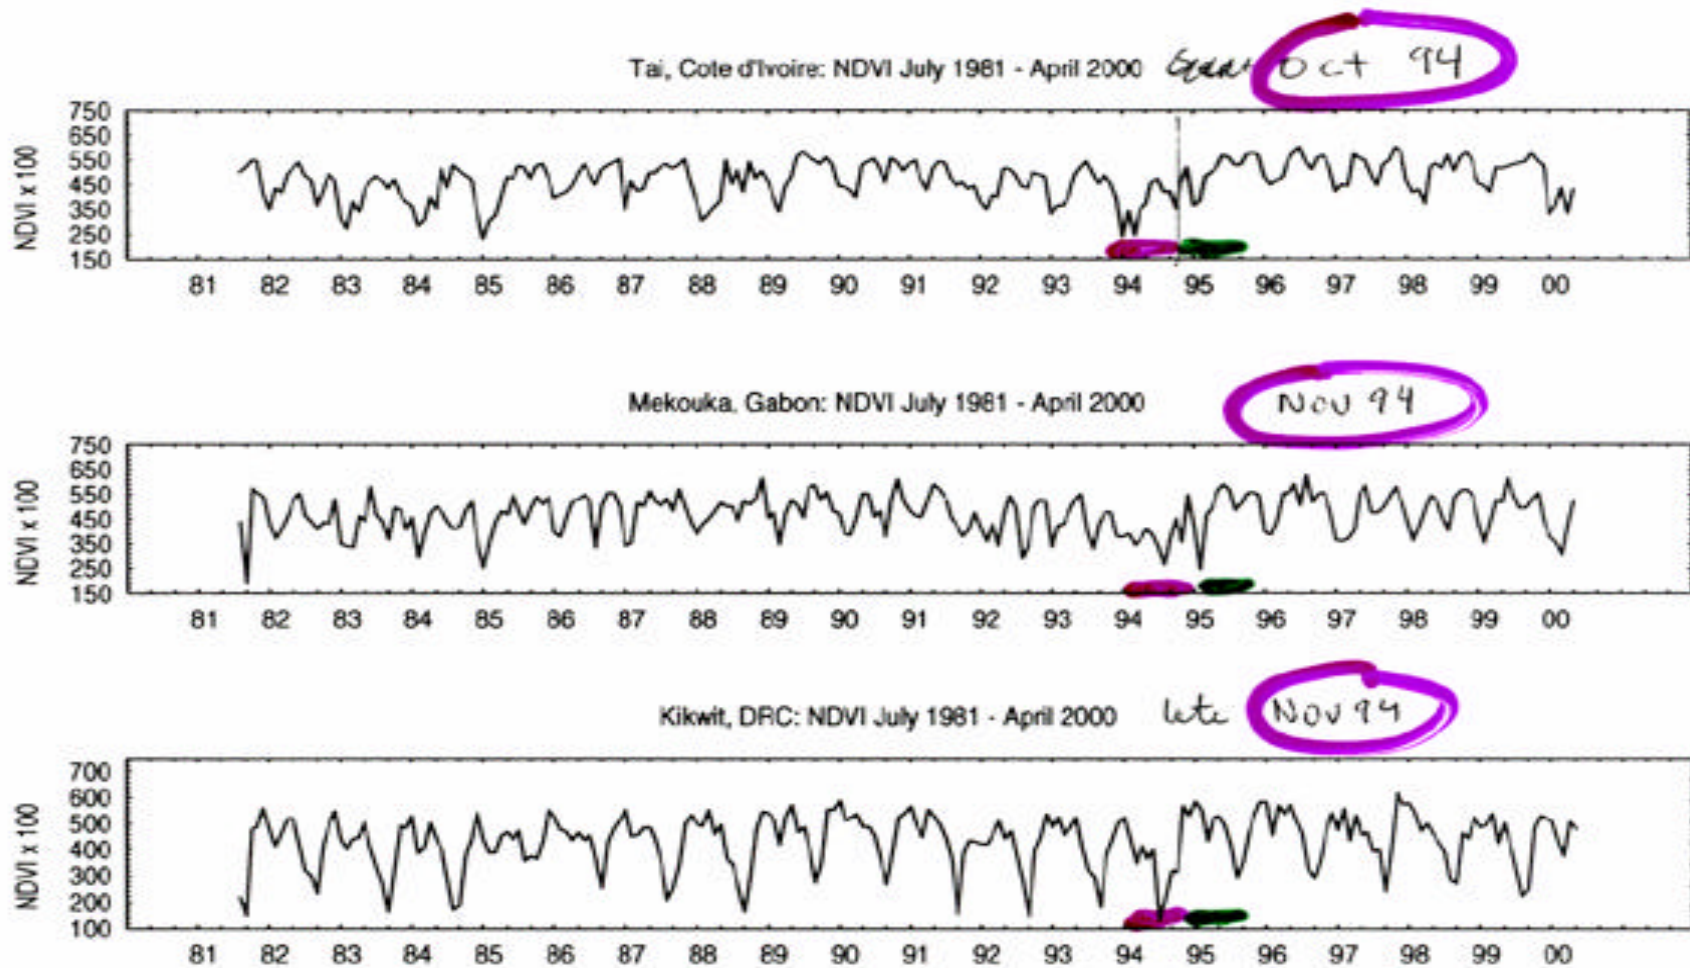 Tai, Cote d'Ivoire: NDVI July 1981 - April 2000 Oct 94
NDVI x 100
750
650
550
450
350
250
150
81 82 83 84 85 86 87 88 89 90 91 92 93 94 95 96 97 98 99 00
Mekouka, Gabon: NDVI July 1981 - April 2000 Nov 94
NDVI x 100
750
650
550
450
350
250
150
81 82 83 84 85 86 87 88 89 90 91 92 93 94 95 96 97 98 99 00
Kikwit, DRC: NDVI July 1981 - April 2000 late Nov 94
NDVI x 100
700
600
500
400
300
200
100
81 82 83 84 85 86 87 88 89 90 91 92 93 94 95 96 97 98 99 00